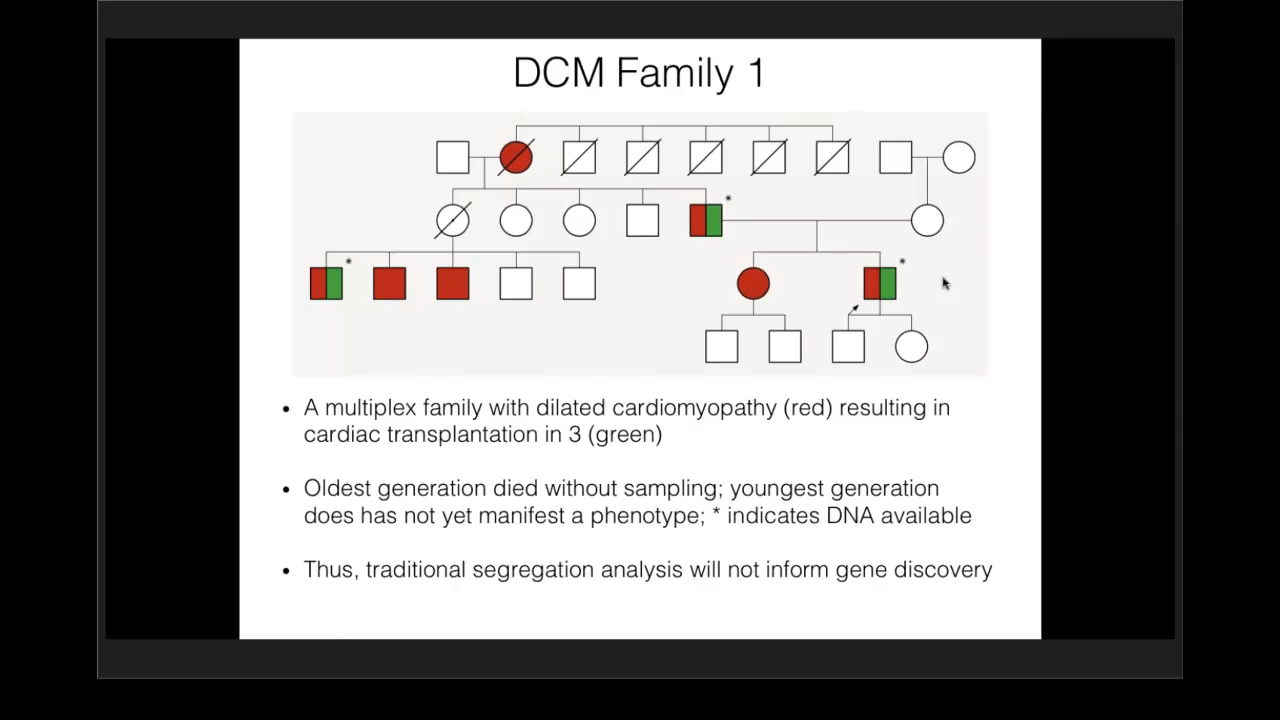 DCM Family 1
*
*
*
• A multiplex family with dilated cardiomyopathy (red) resulting in
cardiac transplantation in 3 (green)
• Oldest generation died without sampling; youngest generation
does has not yet manifest a phenotype; * indicates DNA available
• Thus, traditional segregation analysis will not inform gene discovery